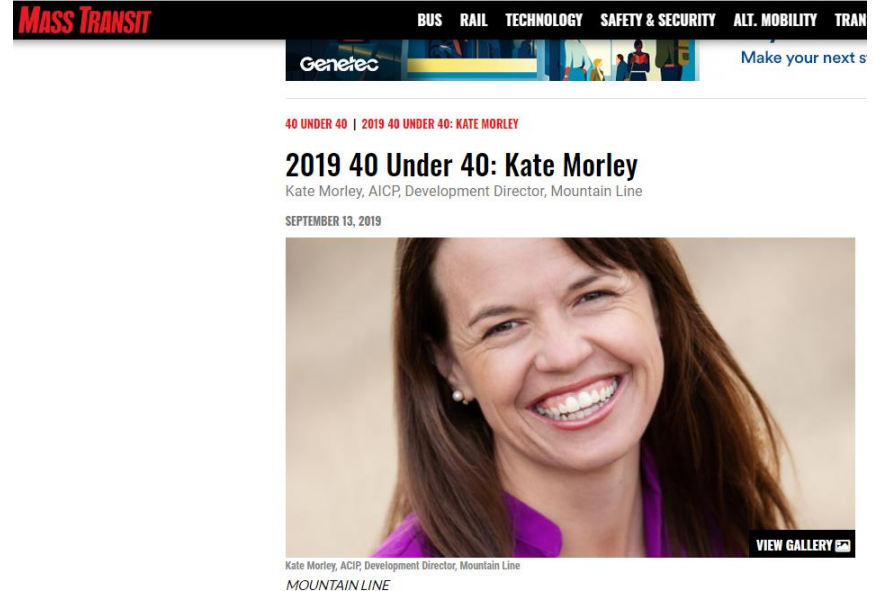 MASS TRANSIT
BUS RAIL TECHNOLOGY SAFETY & SECURITY ALT. MOBILITY TRAN
Genetec
Make your next s
40 UNDER 40 | 2019 40 UNDER 40: KATE MORLEY
2019 40 Under 40: Kate Morley
Kate Morley, AICP, Development Director, Mountain Line
SEPTEMBER 13, 2019
VIEW GALLERY
Kate Morley, ACIP, Development Director, Mountain Line
MOUNTAIN LINE